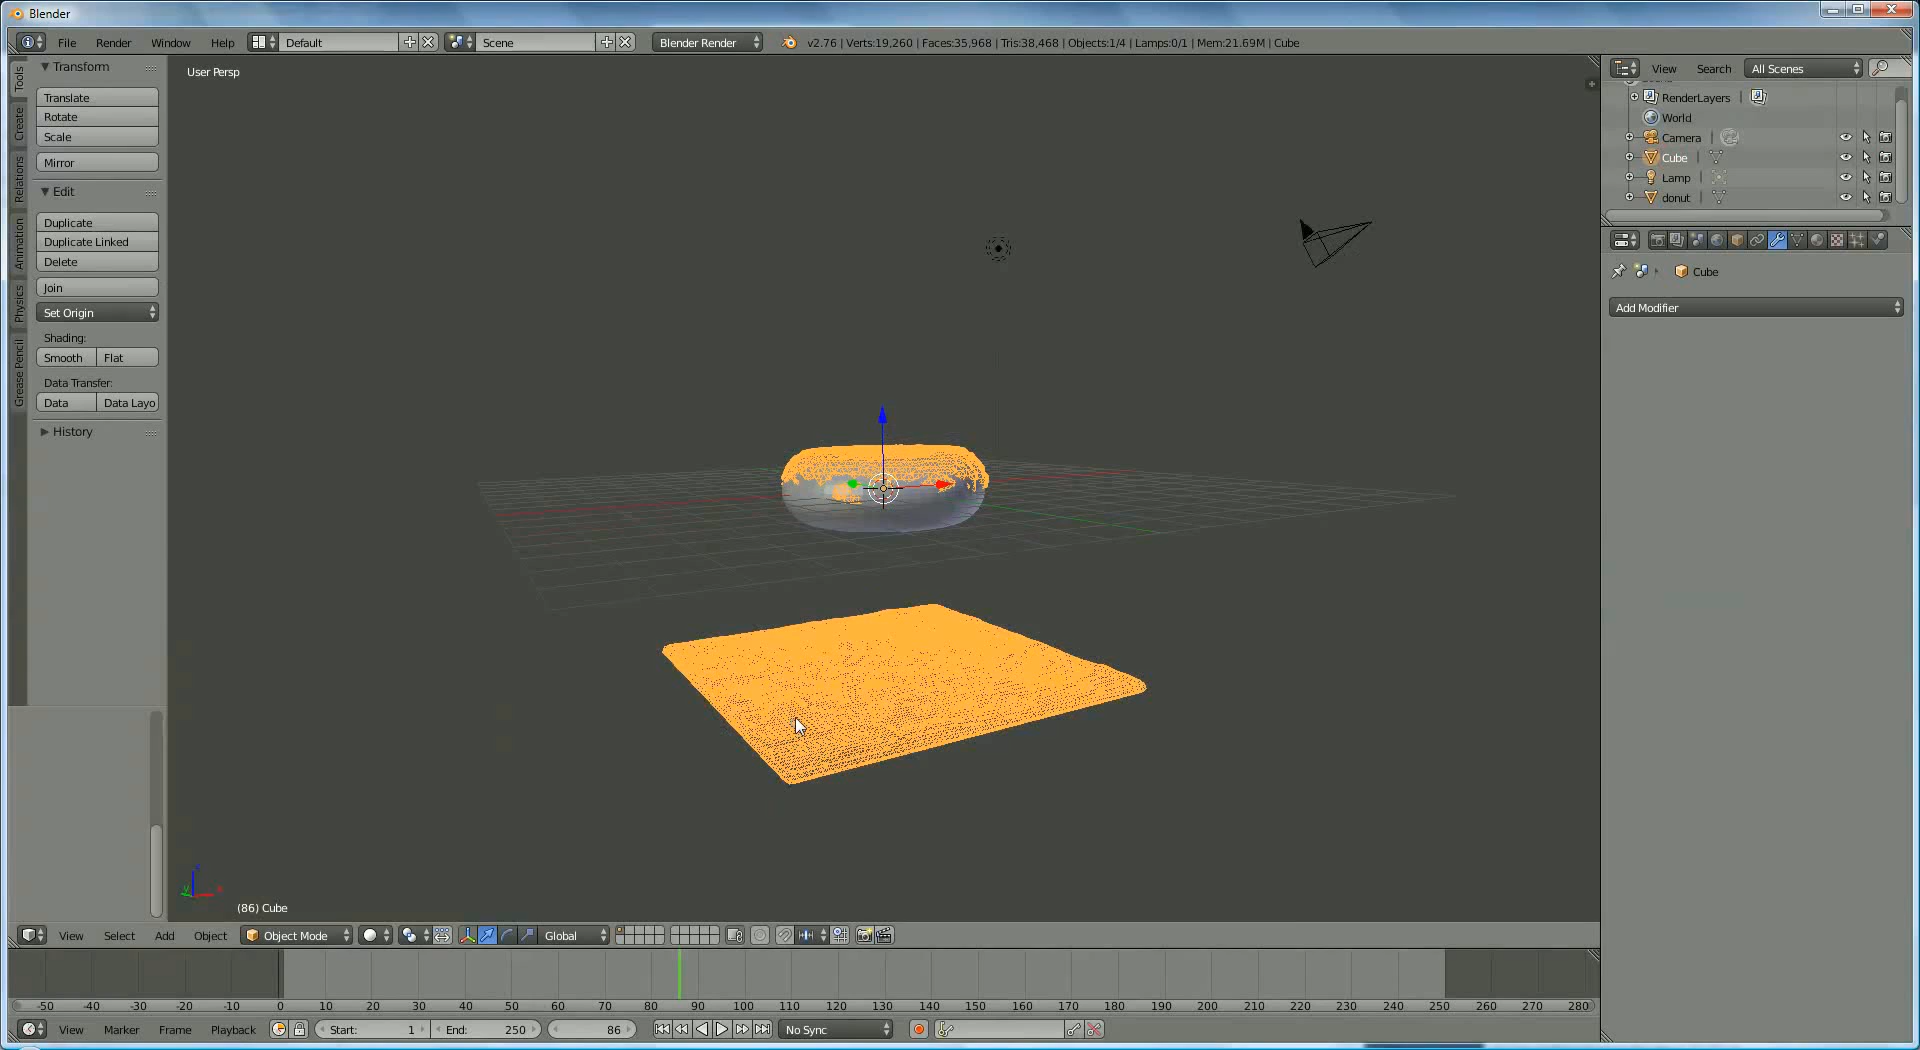 Blender
File Render Window Help Default Scene Blender Render v2.76 | Verts:19,260 | Faces:35,968 | Tris:38,468 | Objects:1/4 | Lamps:0/1 | Mem:21.69M | Cube
Tools
Create
Relations
Animation
Physics
Grease Pencil
Transform
Translate
Rotate
Scale
Mirror
Edit
Duplicate
Duplicate Linked
Delete
Join
Set Origin
Shading:
Smooth Flat
Data Transfer:
Data Data Layo
History
User Persp
(86) Cube
View Search All Scenes
RenderLayers |
World
Camera |
Cube |
Lamp |
donut |
Cube
Add Modifier
View Select Add Object Object Mode Global
-50 -40 -30 -20 -10 0 10 20 30 40 50 60 70 80 90 100 110 120 130 140 150 160 170 180 190 200 210 220 230 240 250 260 270 280
View Marker Frame Playback Start: 1 End: 250 86 No Sync